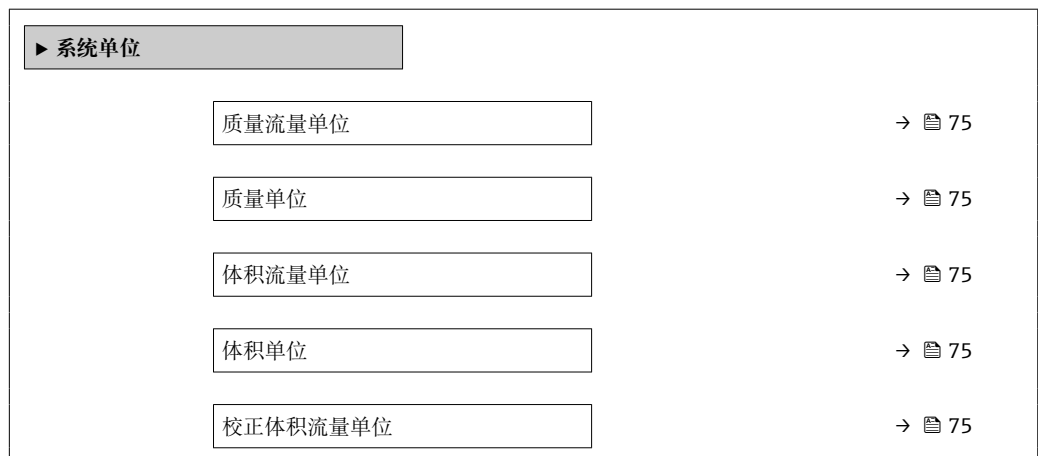 ▶ 系统单位
质量流量单位 → 🖹 75
质量单位 → 🖹 75
体积流量单位 → 🖹 75
体积单位 → 🖹 75
校正体积流量单位 → 🖹 75